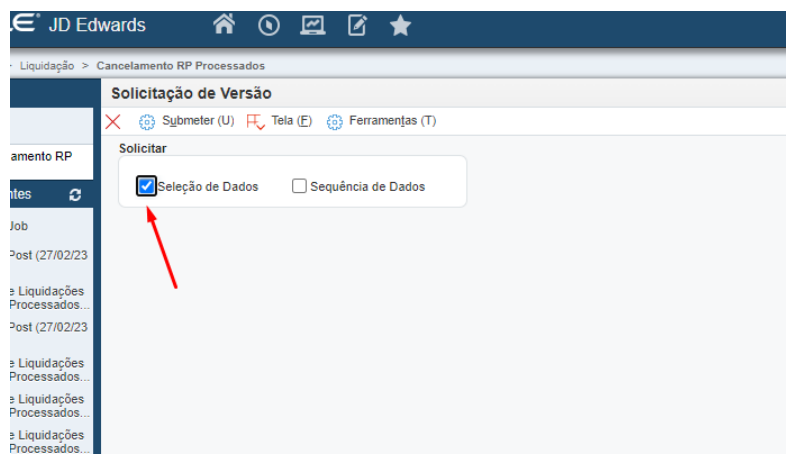 E JD Edwards
Liquidação > Cancelamento RP Processados
Solicitação de Versão
Submeter (U) Tela (F) Ferramentas (T)
Solicitar
Seleção de Dados Sequência de Dados
amento RP
ntes
Job
Post (27/02/23
e Liquidações
Processados...
Post (27/02/23
e Liquidações
Processados...
e Liquidações
Processados...
e Liquidações
Processados...